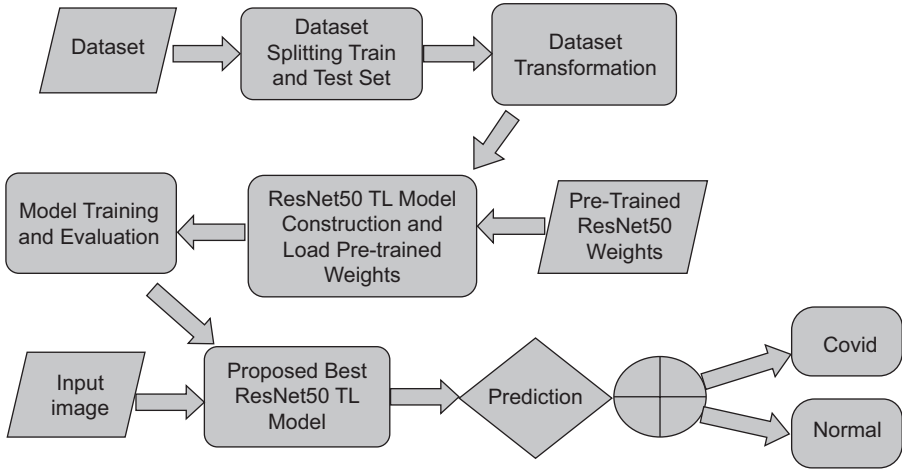 Dataset
Dataset
Splitting Train
and Test Set
Dataset
Transformation
Model Training
and Evaluation
ResNet50 TL Model
Construction and
Load Pre-trained
Weights
Pre-Trained
ResNet50
Weights
Input
image
Proposed Best
ResNet50 TL
Model
Prediction
Covid
Normal